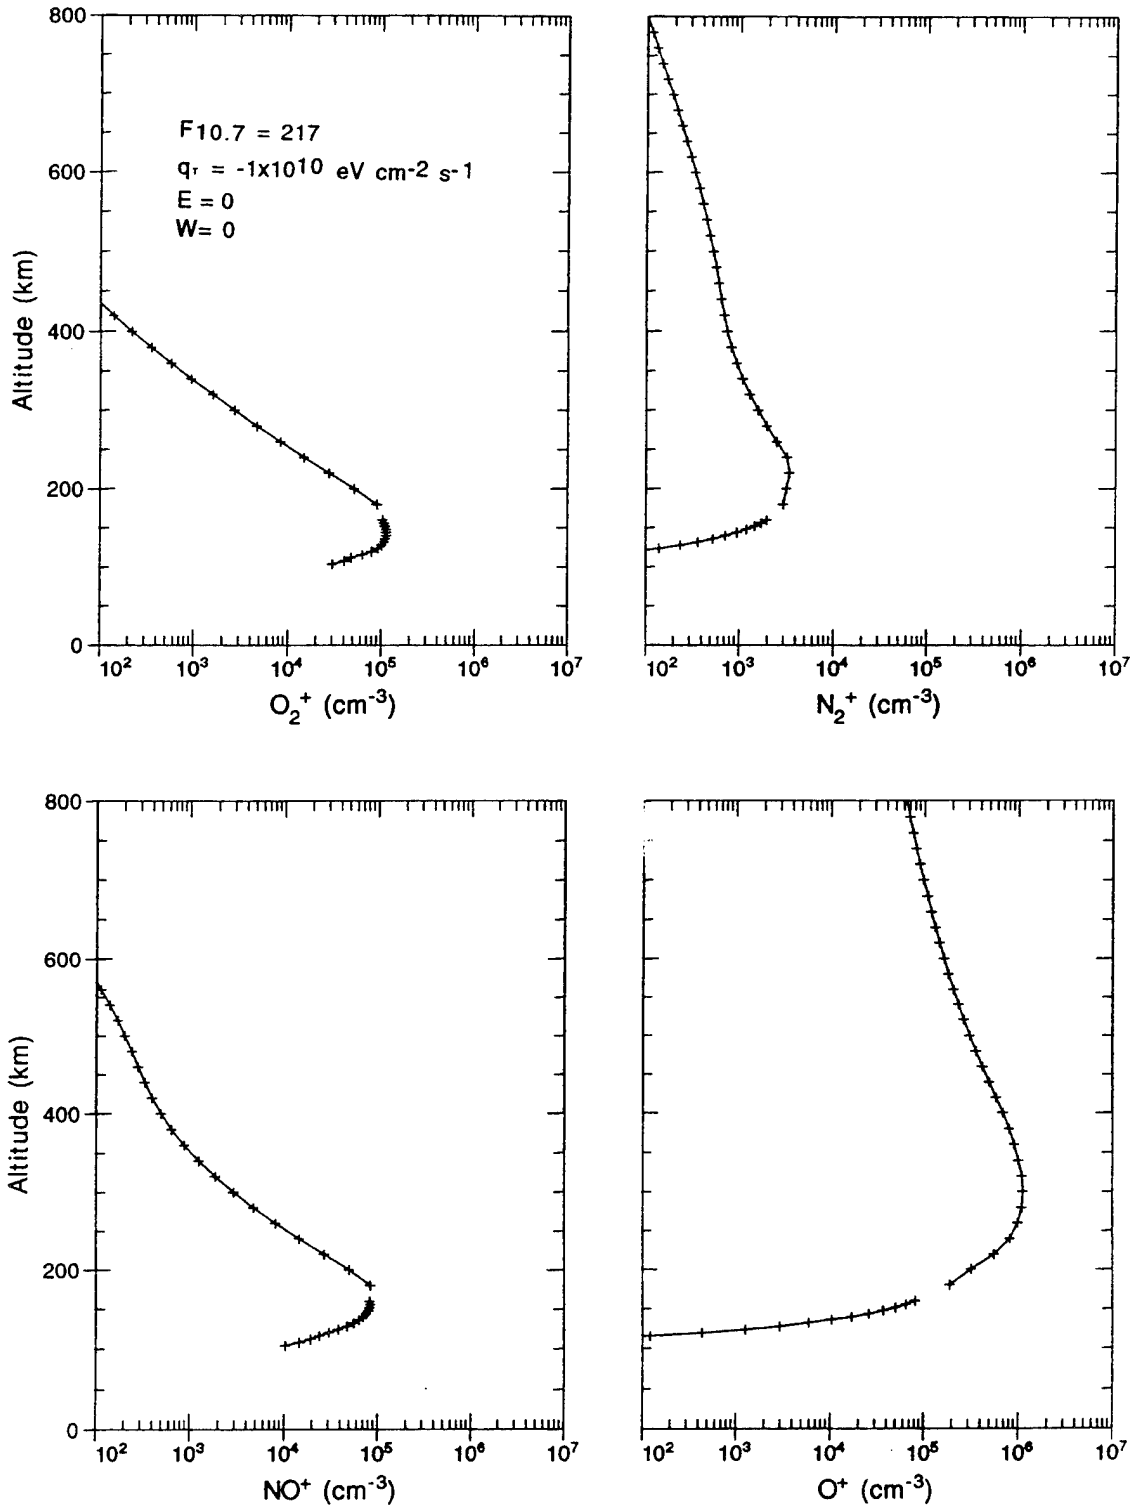 800
600
400
200
0
Altitude (km)
F10.7 = 217
qT = -1x10^10 eV cm-2 s-1
E = 0
W= 0
10^2 10^3 10^4 10^5 10^6 10^7
O2+ (cm-3)
10^2 10^3 10^4 10^5 10^6 10^7
N2+ (cm-3)
800
600
400
200
0
Altitude (km)
10^2 10^3 10^4 10^5 10^6 10^7
NO+ (cm-3)
10^2 10^3 10^4 10^5 10^6 10^7
O+ (cm-3)